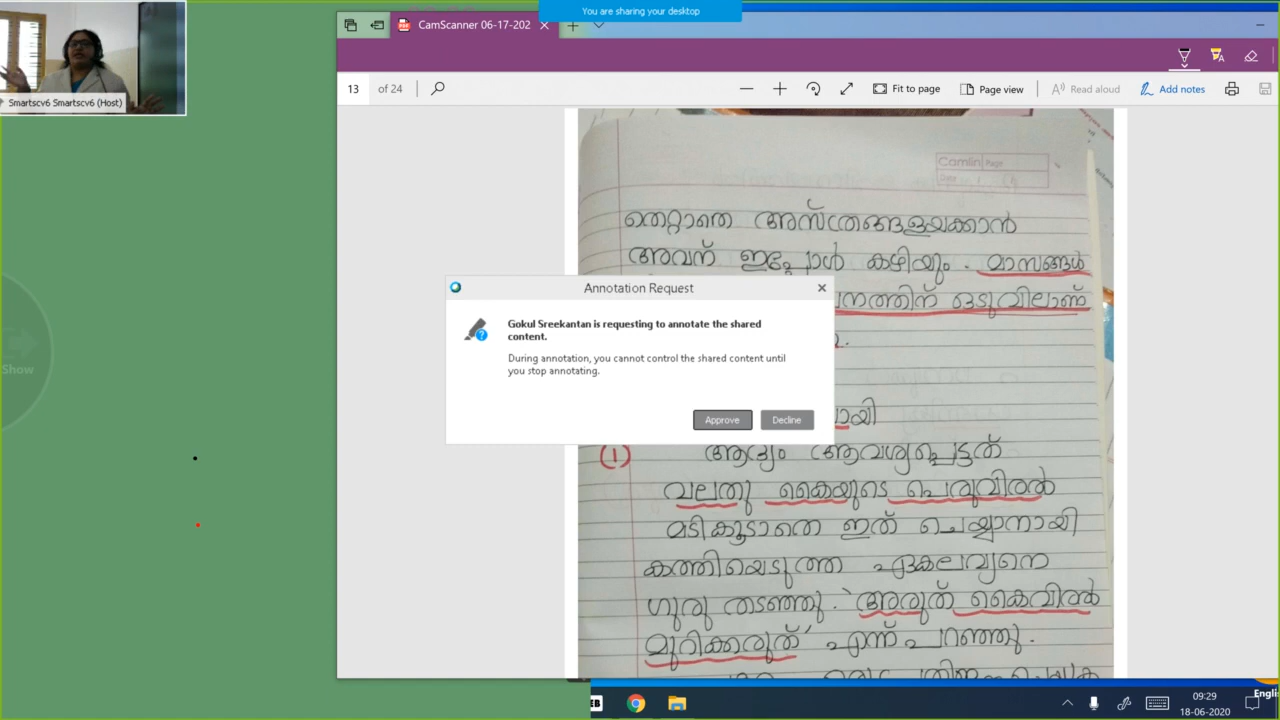 You are sharing your desktop
CamScanner 06-17-202
13 of 24
Fit to page
Page view
Read aloud
Add notes
Smartscv6 Smartscv6 (Host)
Camlin Page
Date
തെറ്റാതെ അസ്ത്രങ്ങളയക്കാൻ
അവന് ഇപ്പോൾ കഴിയും. മാസങ്ങൾ
നത്തിന് ഒടുവിലാണ്
Annotation Request
Gokul Sreekantan is requesting to annotate the shared
content.
During annotation, you cannot control the shared content until
you stop annotating.
Approve Decline
Show
ായി
(1) ആദ്യം ആവശ്യപ്പെട്ടത്
വലതു കൈയുടെ പെരുവിരൽ
മടികൂടാതെ ഇത് ചെയ്യാനായി
കത്തിയെടുത്ത ഏകലവ്യനെ
ഗുരു തടഞ്ഞു. 'അരുത് കൈവിരൽ
മുറിക്കരുത്' എന്ന് പറഞ്ഞു.
EB
09:29
18-06-2020
Englis